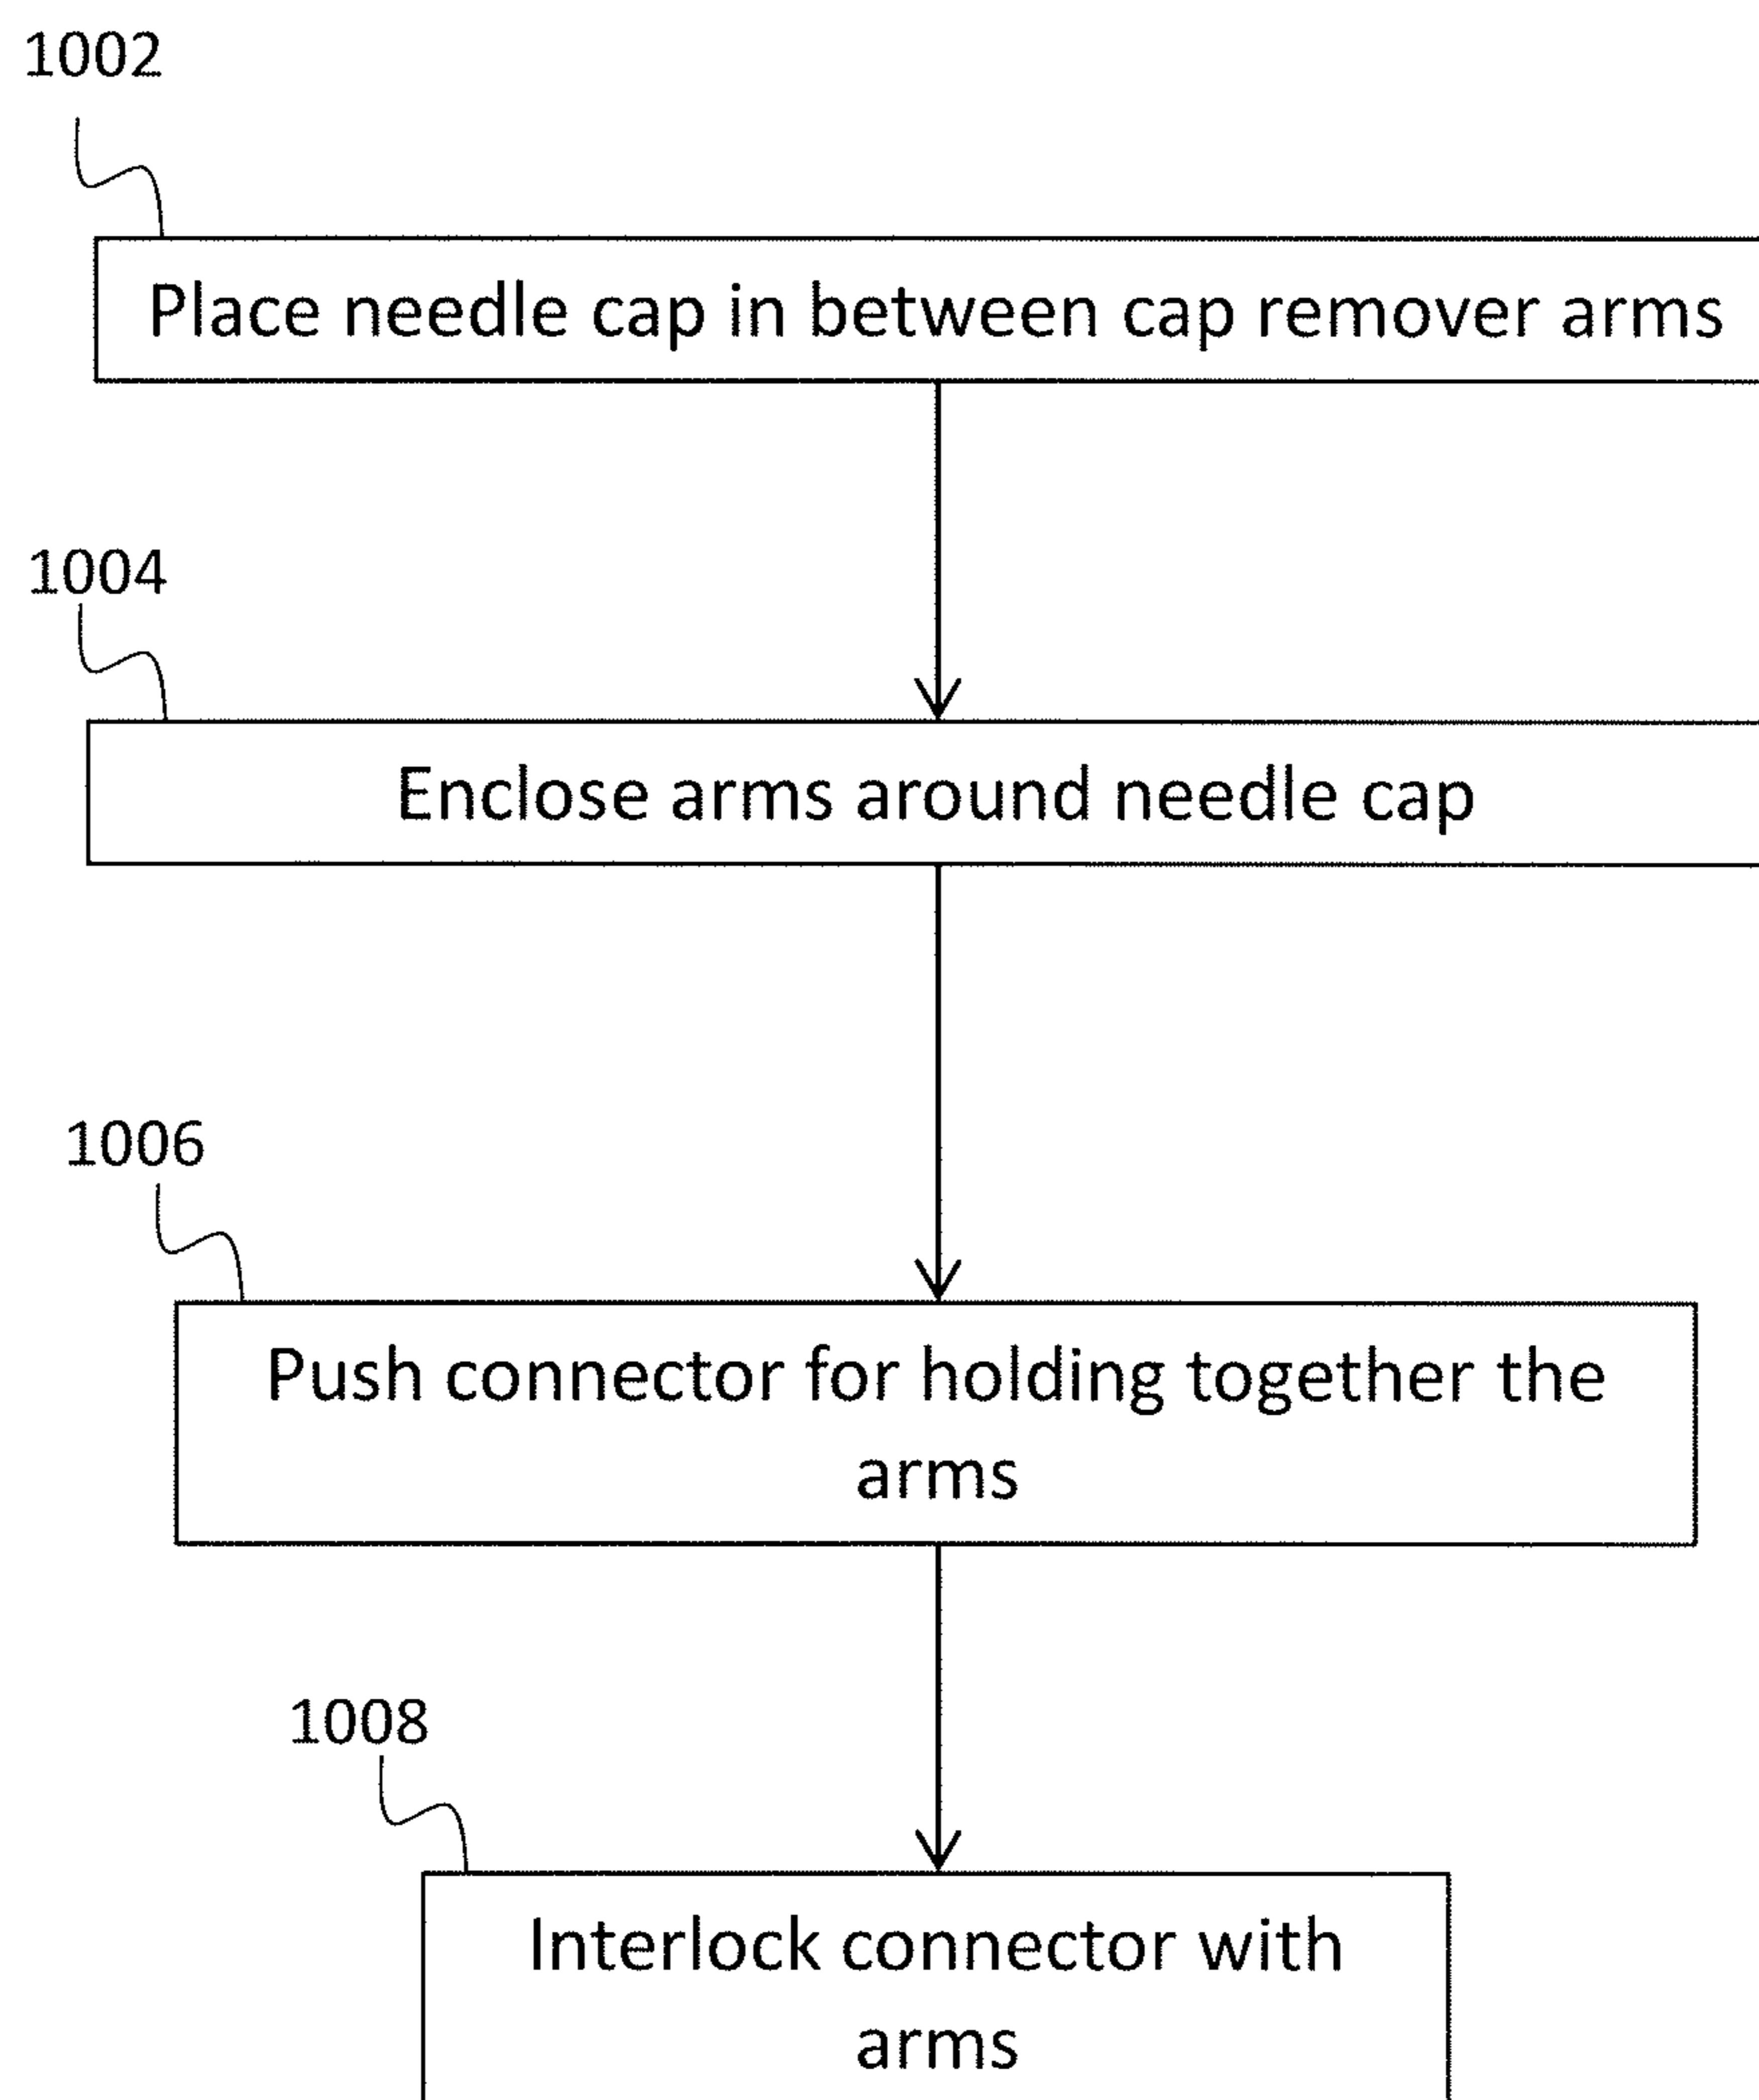 1002
Place needle cap in between cap remover arms
1004
Enclose arms around needle cap
1006
Push connector for holding together the
arms
1008
Interlock connector with
arms